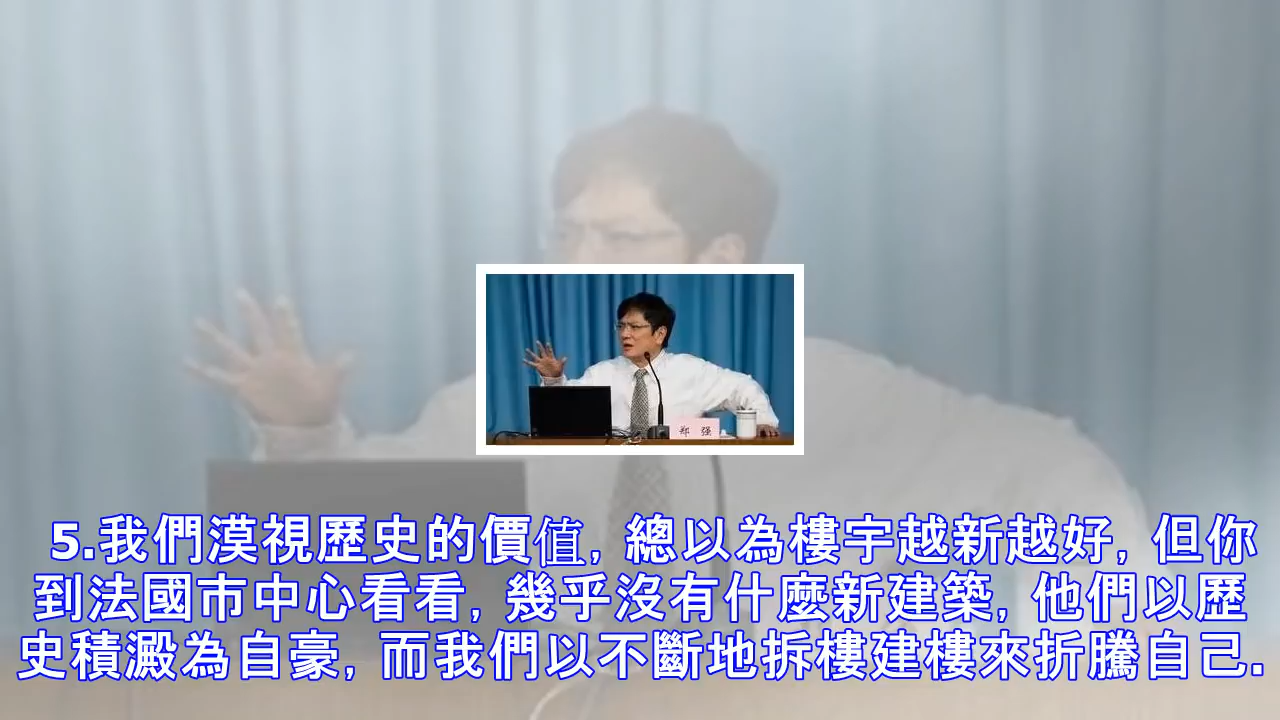 郑 强
5.我們漠視歷史的價值, 總以為樓宇越新越好, 但你
到法國市中心看看, 幾乎沒有什麼新建築, 他們以歷
史積澱為自豪, 而我們以不斷地拆樓建樓來折騰自己.